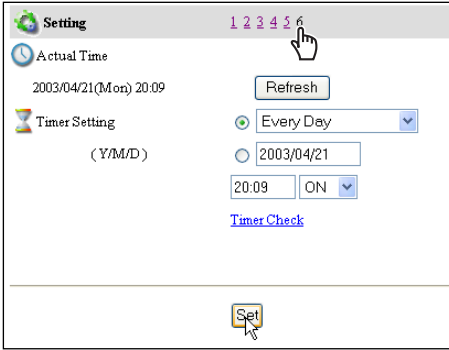 Setting 1 2 3 4 5 6
Actual Time
2003/04/21(Mon) 20:09 Refresh
Timer Setting Every Day
(Y/M/D) 2003/04/21
20:09 ON
Timer Check
Set